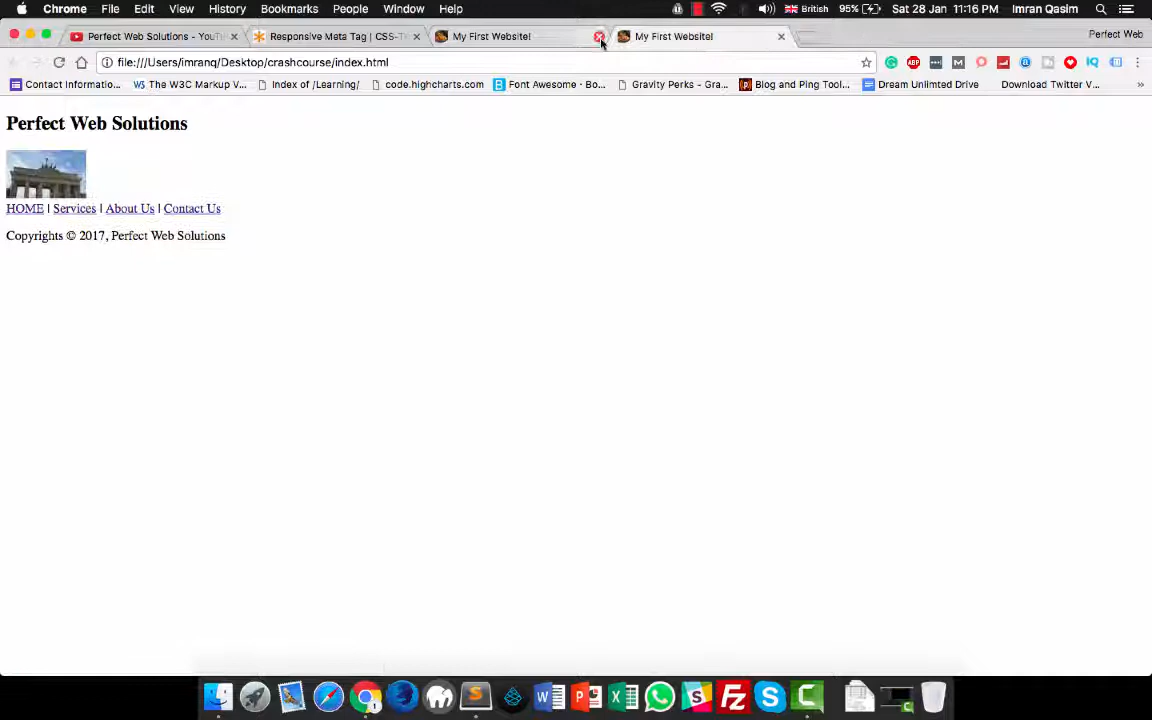 Chrome File Edit View History Bookmarks People Window Help 95% British Sat 28 Jan 11:16 PM Imran Qasim
Perfect Web Solutions - YouTu
Responsive Meta Tag | CSS-T
My First Website!
My First Website!
Perfect Web
file:///Users/imranq/Desktop/crashcourse/index.html
Contact Informatio... The W3C Markup V... Index of /Learning/ code.highcharts.com Font Awesome - Bo... Gravity Perks - Gra... Blog and Ping Tool... Dream Unlimted Drive Download Twitter V... »
Perfect Web Solutions
HOME | Services | About Us | Contact Us
Copyrights © 2017, Perfect Web Solutions